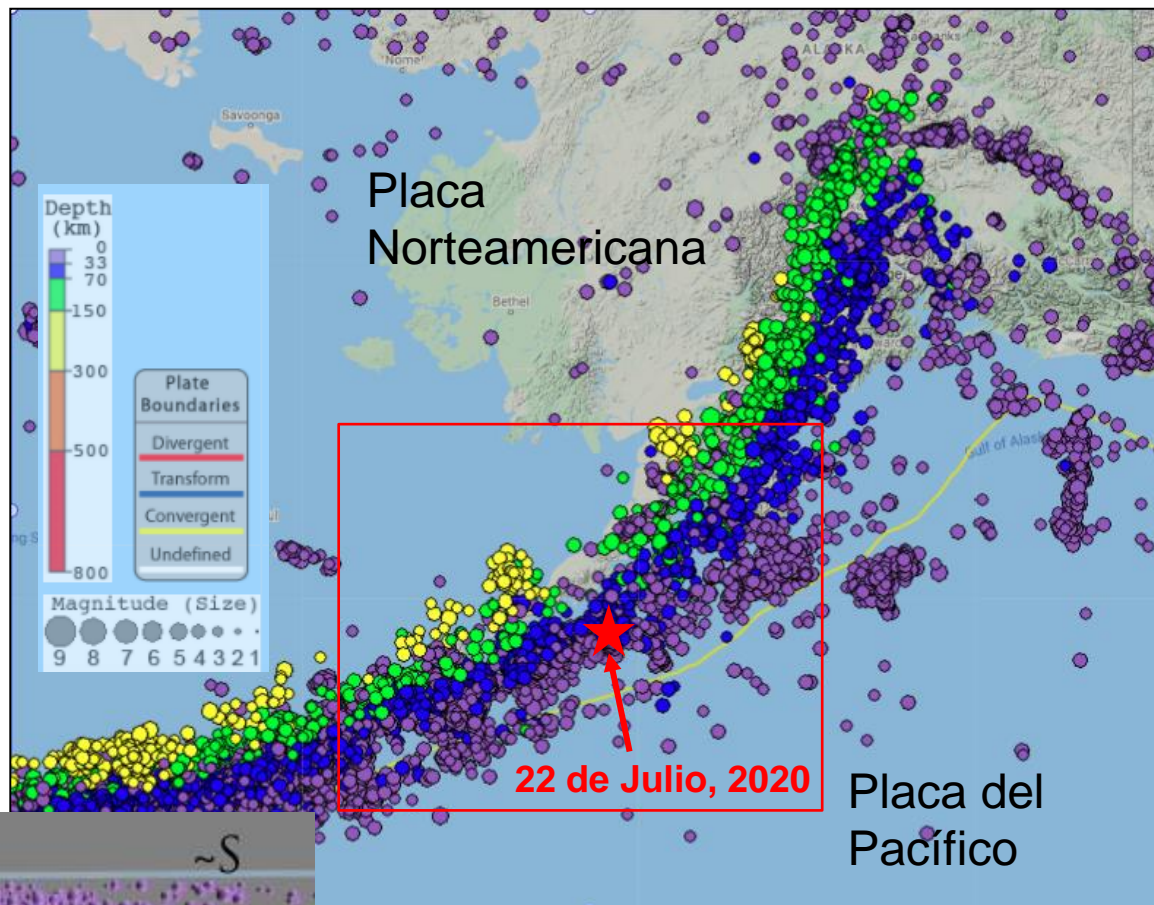 ALASKA
Nome
Savoonga
Placa
Norteamericana
Depth
(km)
0
33
70
150
300
500
800
Bethel
Plate
Boundaries
Divergent
Transform
Convergent
Undefined
Gulf of Alaska
Magnitude (Size)
9 8 7 6 5 4 3 2 1
22 de Julio, 2020
Placa del
Pacífico
~S